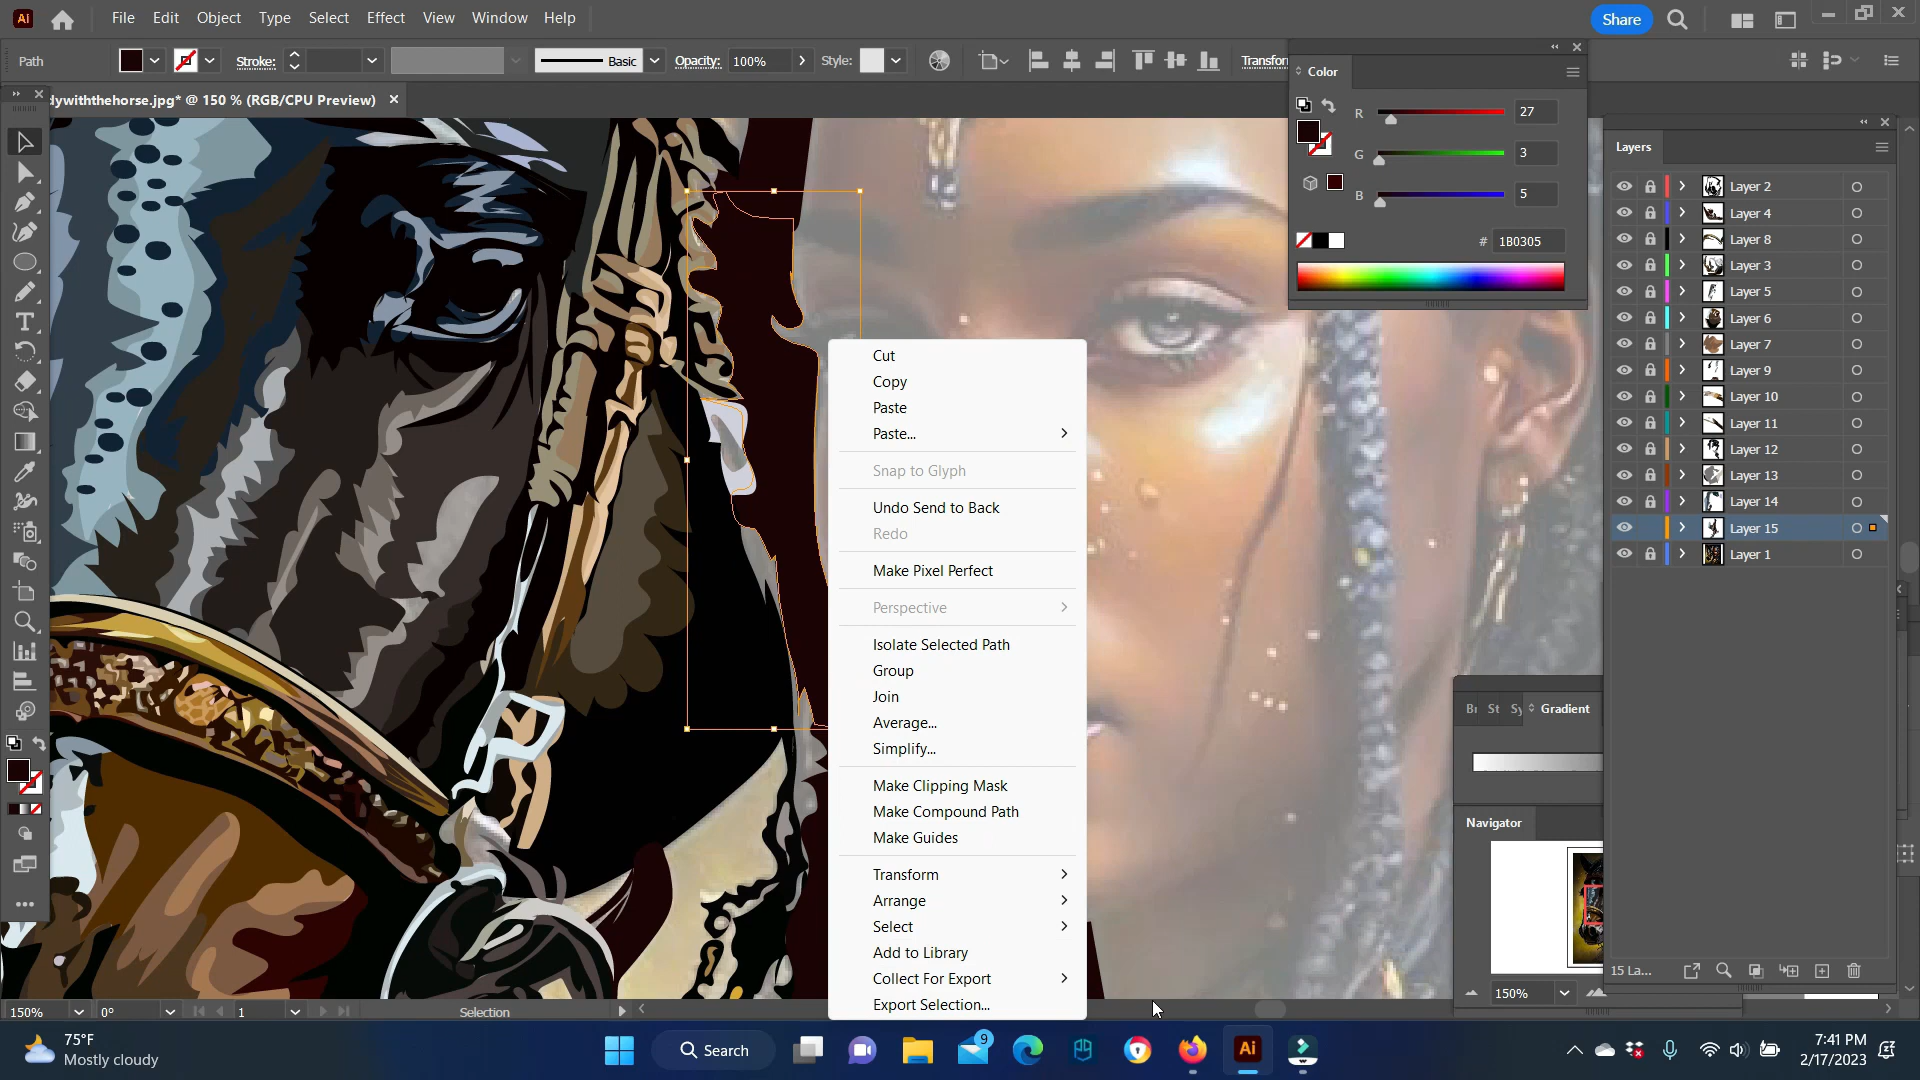 Ai File Edit Object Type Select Effect View Window Help Share
Path Stroke: Basic Opacity: 100% Style: Transform
dywiththehorse.jpg* @ 150 % (RGB/CPU Preview)
Color
R 27
G 3
B 5
# 1B0305
Layers
Layer 2
Layer 4
Layer 8
Layer 3
Layer 5
Layer 6
Layer 7
Layer 9
Layer 10
Layer 11
Layer 12
Layer 13
Layer 14
Layer 15
Layer 1
15 La...
Cut
Copy
Paste
Paste...
Snap to Glyph
Undo Send to Back
Redo
Make Pixel Perfect
Perspective
Isolate Selected Path
Group
Join
Average...
Simplify...
Make Clipping Mask
Make Compound Path
Make Guides
Transform
Arrange
Select
Add to Library
Collect For Export
Export Selection...
St Gradient
Navigator
150%
150% 0° 1 Selection
75°F
Mostly cloudy
Search
9
Ai
7:41 PM
2/17/2023